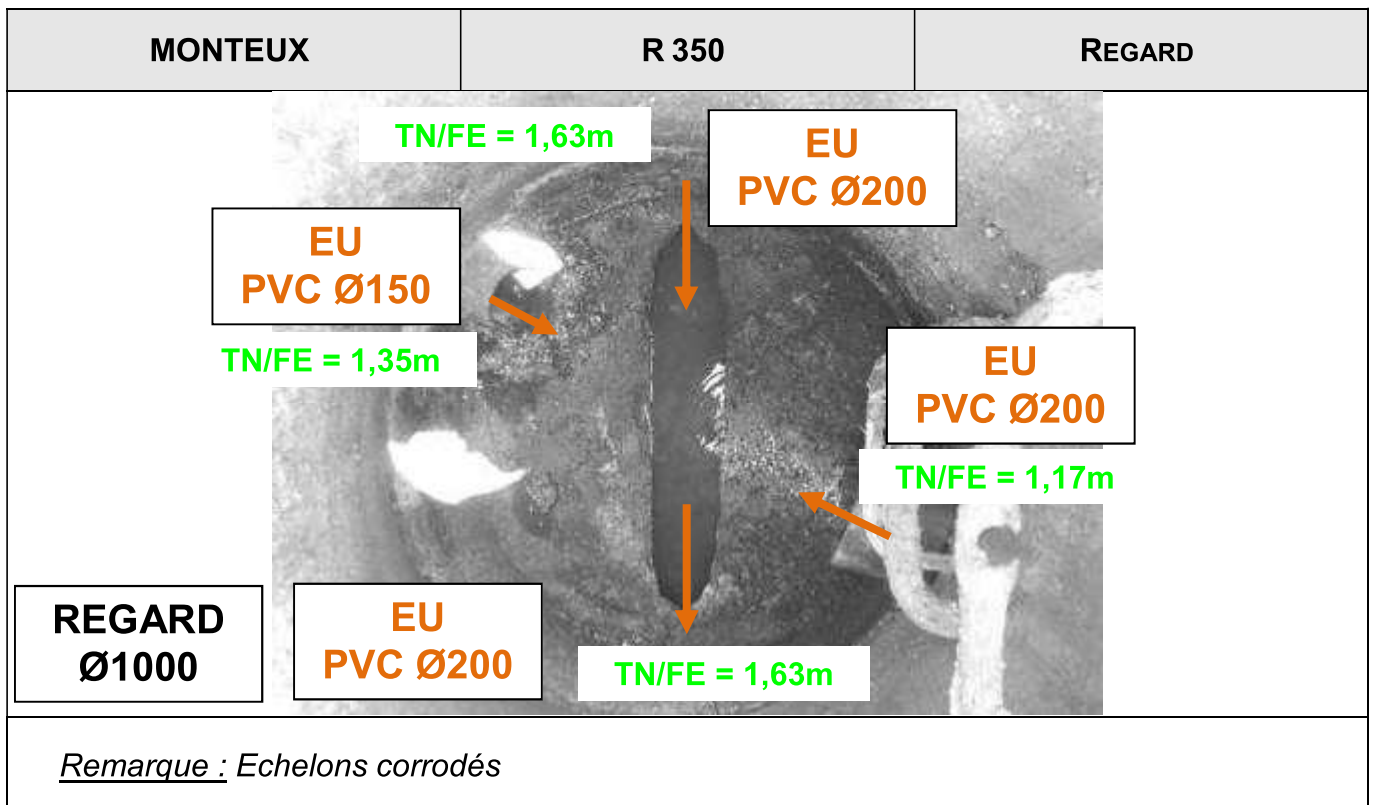 MONTEUX
R 350
REGARD
TN/FE = 1,63m
EU
PVC Ø200
EU
PVC Ø150
TN/FE = 1,35m
EU
PVC Ø200
TN/FE = 1,17m
REGARD
Ø1000
EU
PVC Ø200
TN/FE = 1,63m
Remarque : Echelons corrodés